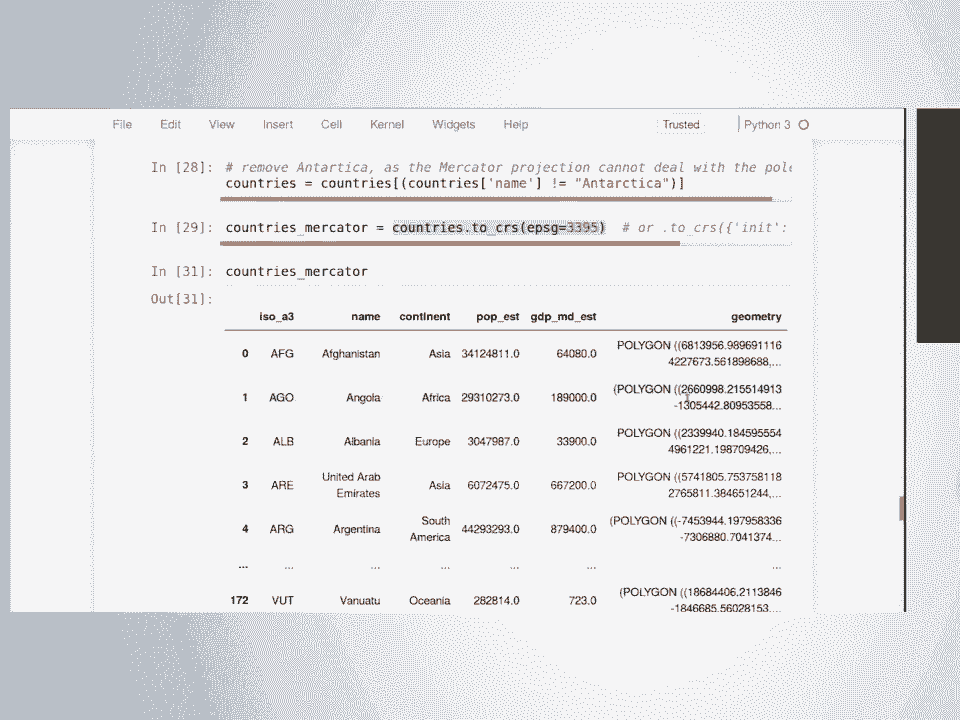 File Edit View Insert Cell Kernel Widgets Help Trusted Python 3
In [28]: # remove Antartica, as the Mercator projection cannot deal with the pole
countries = countries[(countries['name'] != "Antarctica")]
In [29]: countries_mercator = countries.to_crs(epsg=3395) # or .to_crs({'init':
In [31]: countries_mercator
Out[31]:
iso_a3 name continent pop_est gdp_md_est geometry
0 AFG Afghanistan Asia 34124811.0 64080.0 POLYGON ((6813956.989691116
4227673.561898688,...
1 AGO Angola Africa 29310273.0 189000.0 (POLYGON ((2660998.215514913
-1305442.80953558...
2 ALB Albania Europe 3047987.0 33900.0 POLYGON ((2339940.184595554
4961221.198709426,...
3 ARE United Arab Emirates Asia 6072475.0 667200.0 POLYGON ((5741805.753758118
2765811.384651244,...
4 ARG Argentina South America 44293293.0 879400.0 (POLYGON ((-7453944.197958336
-7306880.7041374...
... ... ... ... ... ... ...
172 VUT Vanuatu Oceania 282814.0 723.0 (POLYGON ((18684406.2113846
-1846685.56028153....